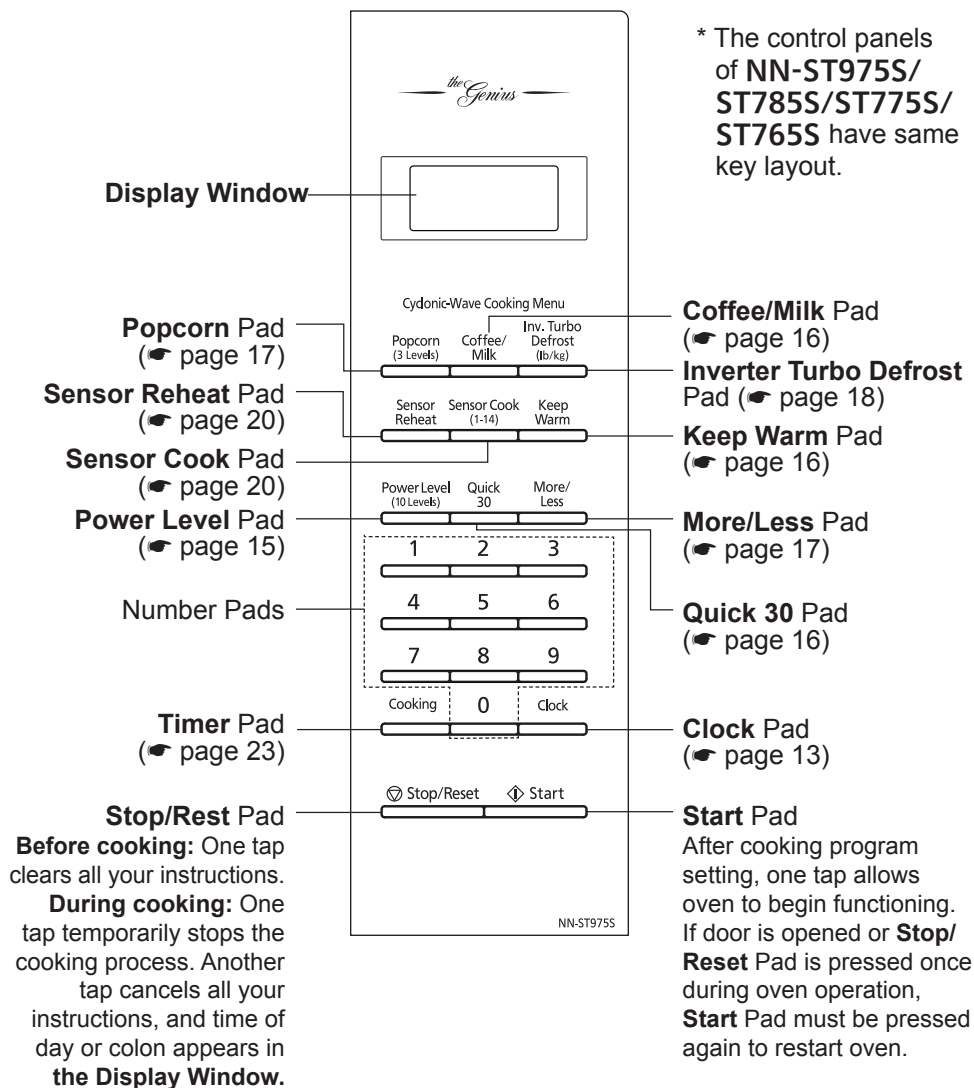 * The control panels
of NN-ST975S/
ST785S/ST775S/
ST765S have same
key layout.
the Genius
Display Window
Cyclonic-Wave Cooking Menu
Popcorn
(3 Levels)
Coffee/
Milk
Inv. Turbo
Defrost
(lb/kg)
Sensor
Reheat
Sensor Cook
(1-14)
Keep
Warm
Power Level
(10 Levels)
Quick
30
More/
Less
1 2 3
4 5 6
7 8 9
Cooking 0 Clock
Stop/Reset Start
NN-ST975S
Popcorn Pad
(☛ page 17)
Sensor Reheat Pad
(☛ page 20)
Sensor Cook Pad
(☛ page 20)
Power Level Pad
(☛ page 15)
Number Pads
Timer Pad
(☛ page 23)
Stop/Rest Pad
Before cooking: One tap
clears all your instructions.
During cooking: One
tap temporarily stops the
cooking process. Another
tap cancels all your
instructions, and time of
day or colon appears in
the Display Window.
Coffee/Milk Pad
(☛ page 16)
Inverter Turbo Defrost
Pad (☛ page 18)
Keep Warm Pad
(☛ page 16)
More/Less Pad
(☛ page 17)
Quick 30 Pad
(☛ page 16)
Clock Pad
(☛ page 13)
Start Pad
After cooking program
setting, one tap allows
oven to begin functioning.
If door is opened or Stop/
Reset Pad is pressed once
during oven operation,
Start Pad must be pressed
again to restart oven.